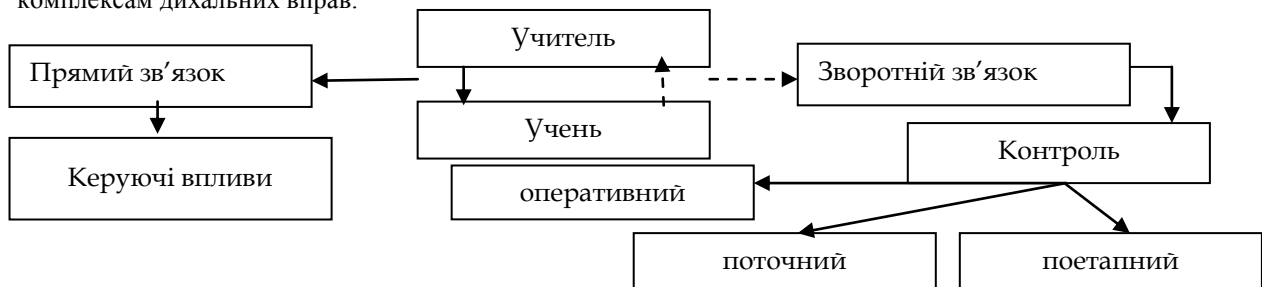 комплексам дихальних вправ.
Учитель
Прямий зв’язок
Зворотній зв’язок
Учень
Контроль
Керуючі впливи
оперативний
поточний
поетапний